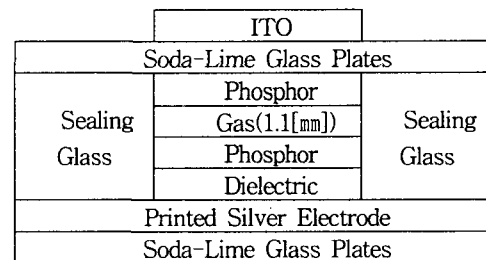 ITO
Soda-Lime Glass Plates
Phosphor
Sealing Gas(1.1[㎜]) Sealing
Glass Phosphor Glass
Dielectric
Printed Silver Electrode
Soda-Lime Glass Plates